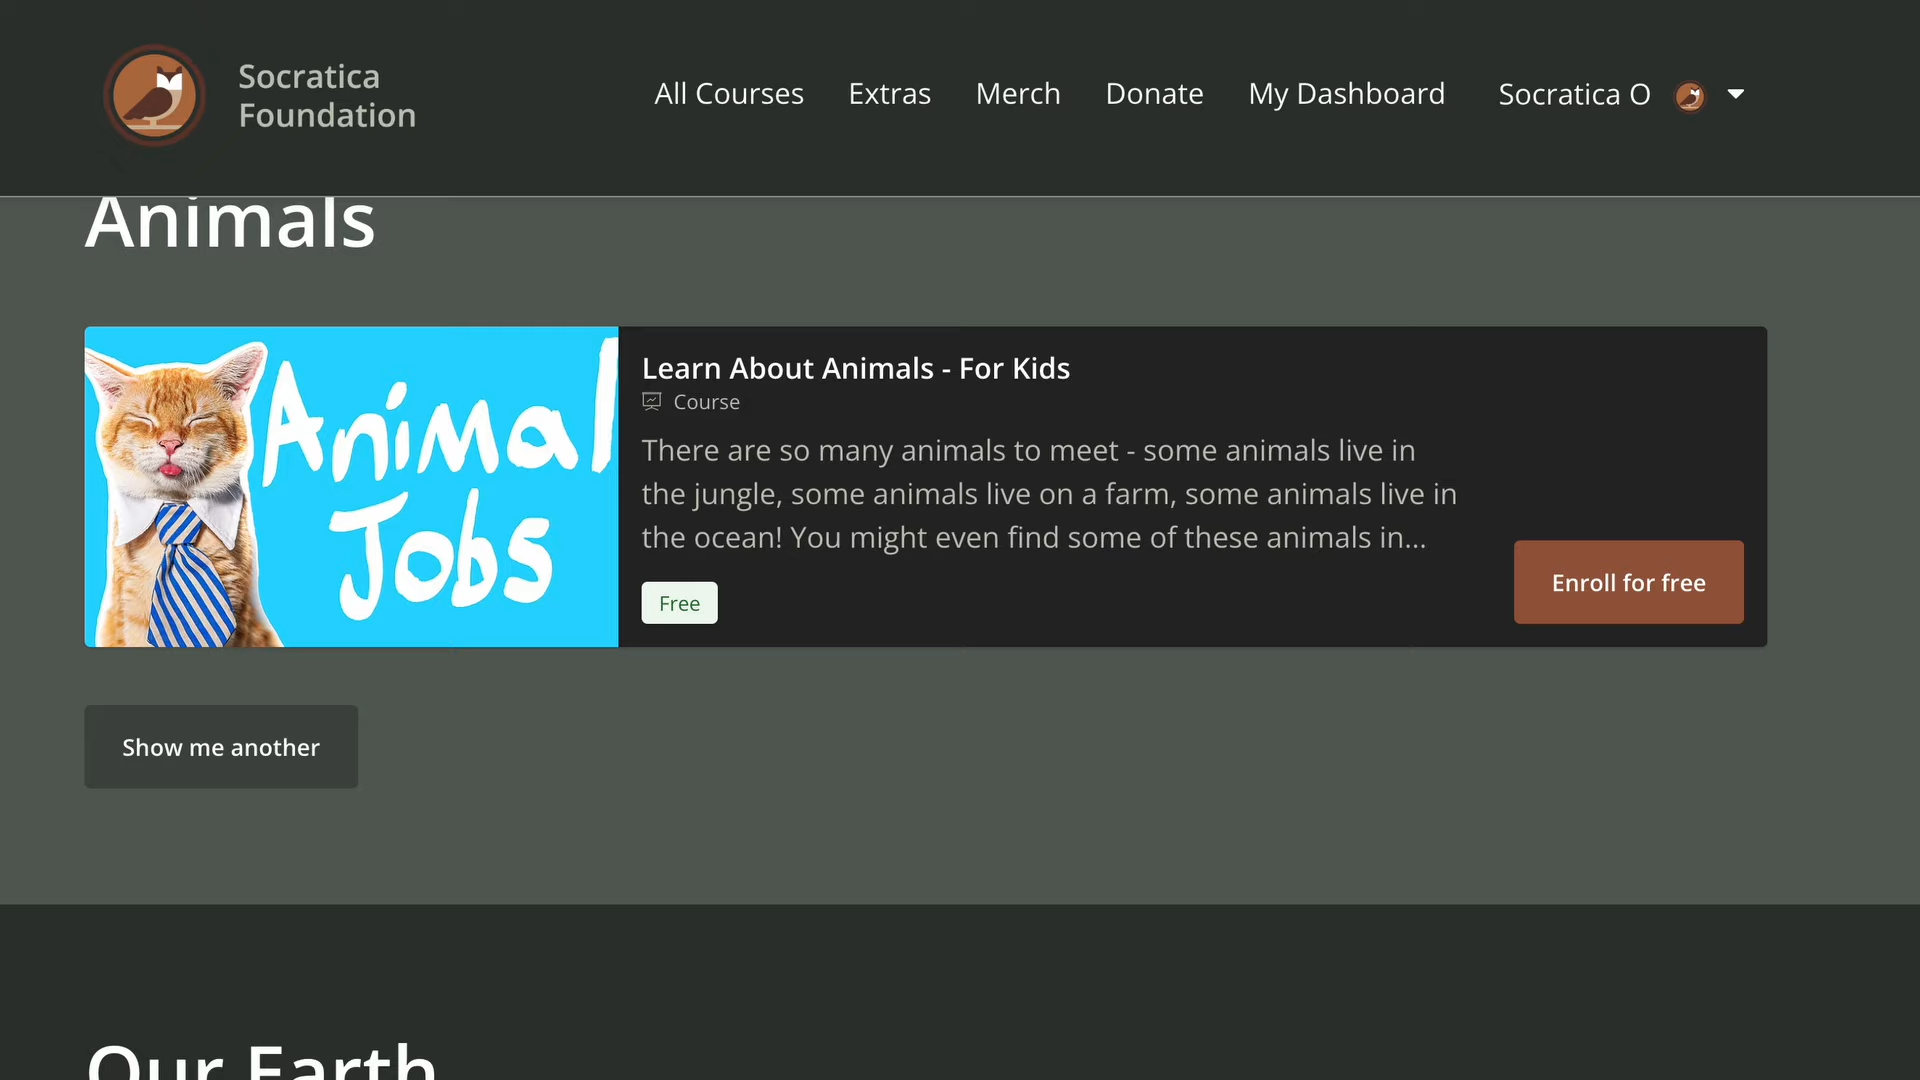 Socratica
Foundation
All Courses
Extras
Merch
Donate
My Dashboard
Socratica O
Animals
Animal
Jobs
Learn About Animals - For Kids
Course
There are so many animals to meet - some animals live in
the jungle, some animals live on a farm, some animals live in
the ocean! You might even find some of these animals in...
Free
Enroll for free
Show me another
Our Earth